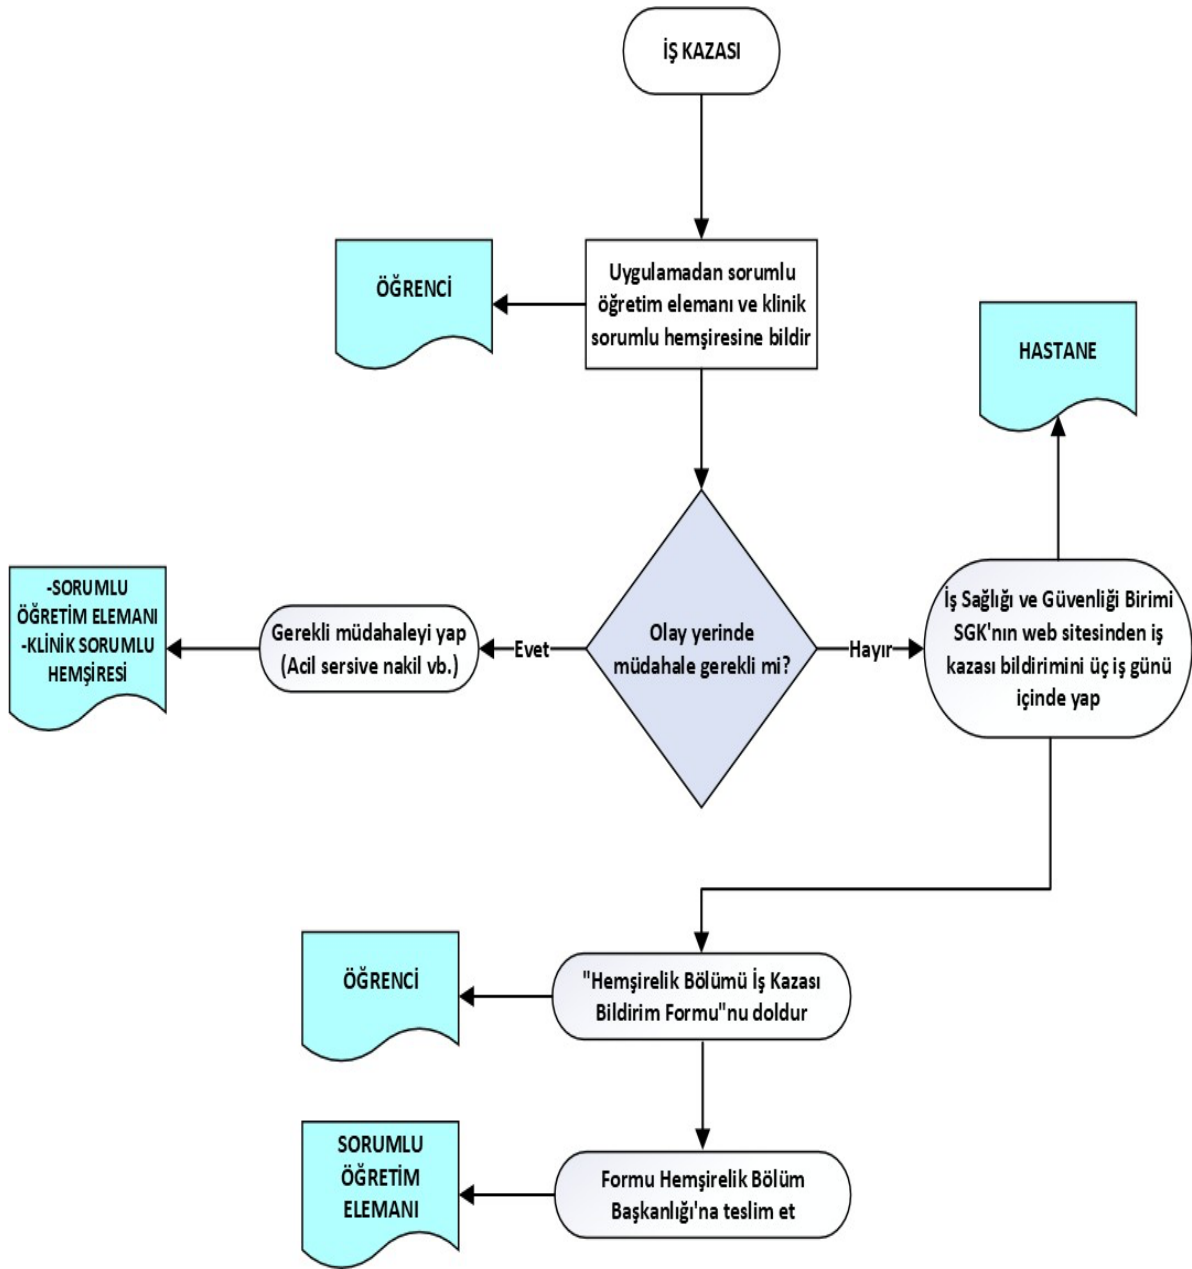 İŞ KAZASI
ÖĞRENCİ
Uygulamadan sorumlu
öğretim elemanı ve klinik
sorumlu hemşiresine bildir
HASTANE
-SORUMLU
ÖĞRETİM ELEMANI
-KLİNİK SORUMLU
HEMŞİRESİ
Gerekli müdahaleyi yap
(Acil sersive nakil vb.)
Evet
Olay yerinde
müdahale gerekli mi?
Hayır
İş Sağlığı ve Güvenliği Birimi
SGK'nın web sitesinden iş
kazası bildirimini üç iş günü
içinde yap
ÖĞRENCİ
"Hemşirelik Bölümü İş Kazası
Bildirim Formu"nu doldur
SORUMLU
ÖĞRETİM
ELEMANI
Formu Hemşirelik Bölüm
Başkanlığı'na teslim et